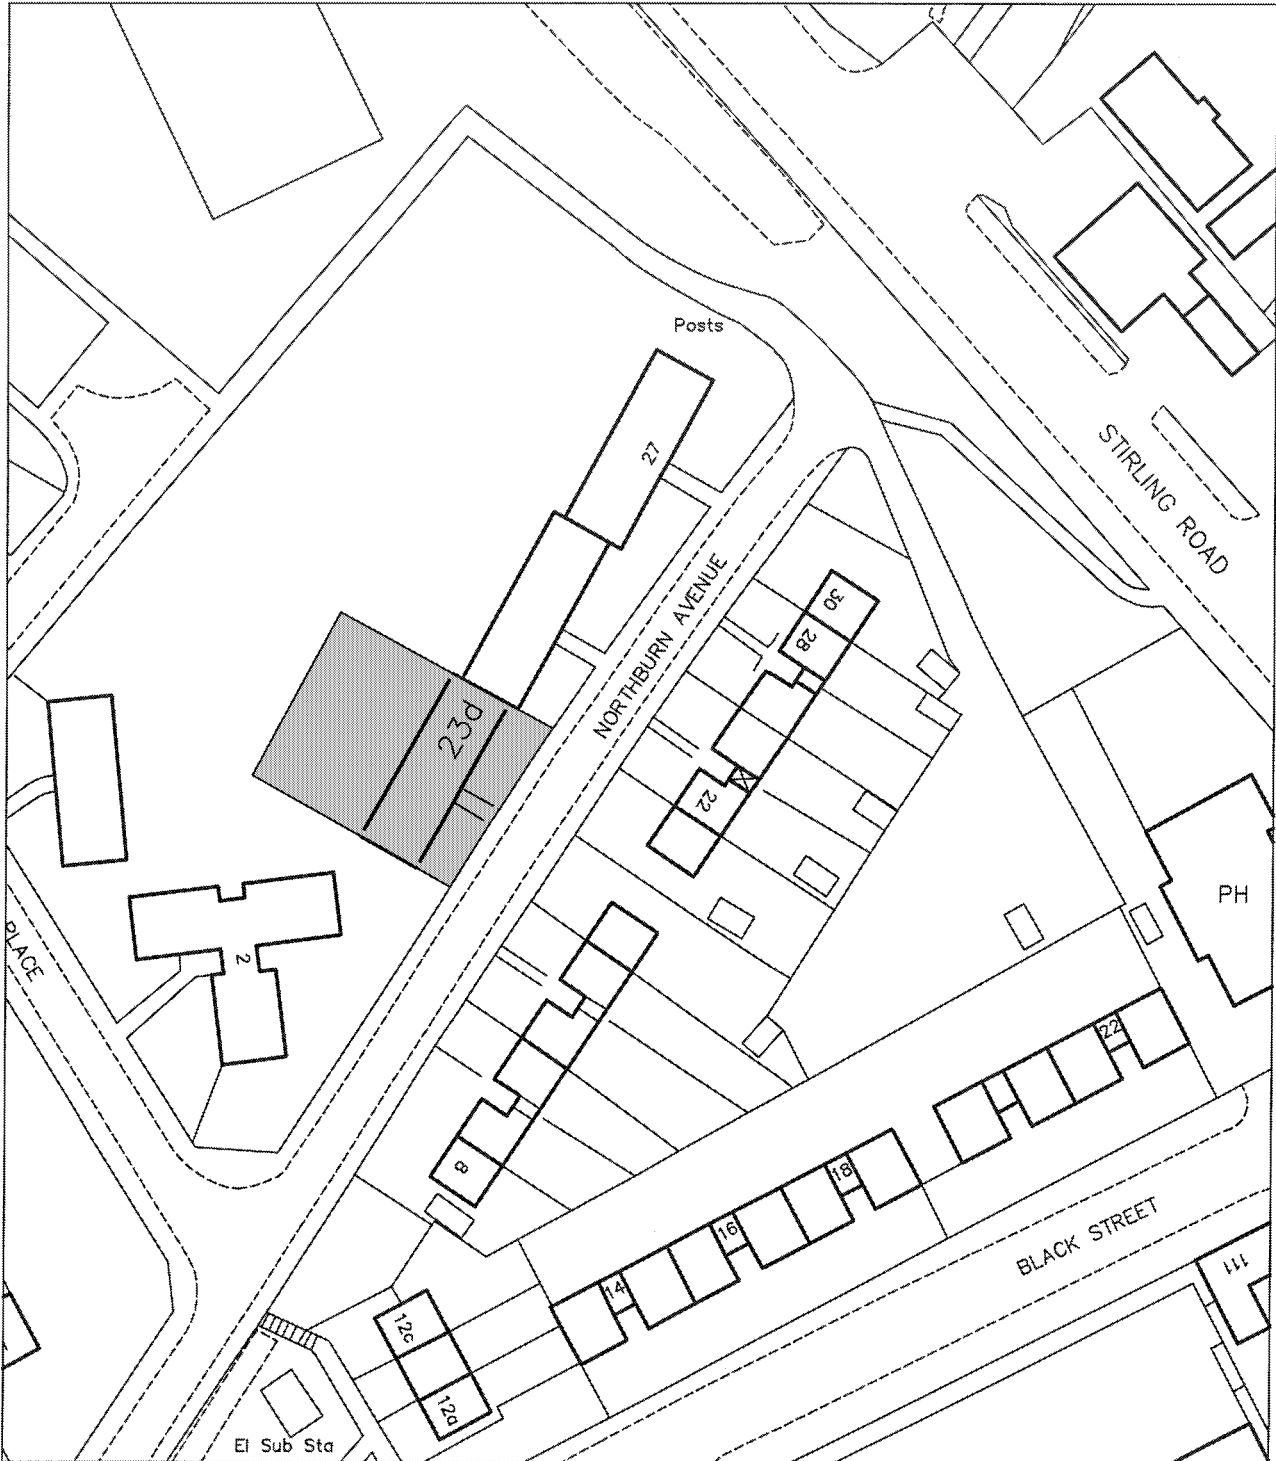 Posts
27
STIRLING ROAD
NORTHBURN AVENUE
30
28
23d
22
PH
2
PLACE
22
8
18
16
BLACK STREET
14
111
12c
12a
El Sub Sta